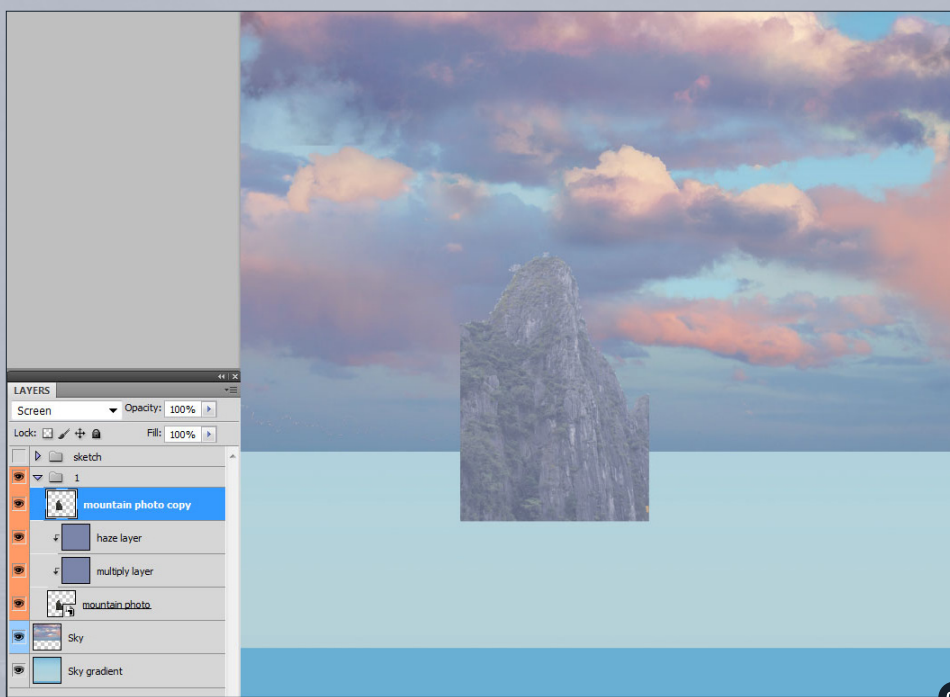 LAYERS
Screen Opacity: 100%
Lock: Fill: 100%
sketch
1
mountain photo copy
haze layer
multiply layer
mountain photo
Sky
Sky gradient